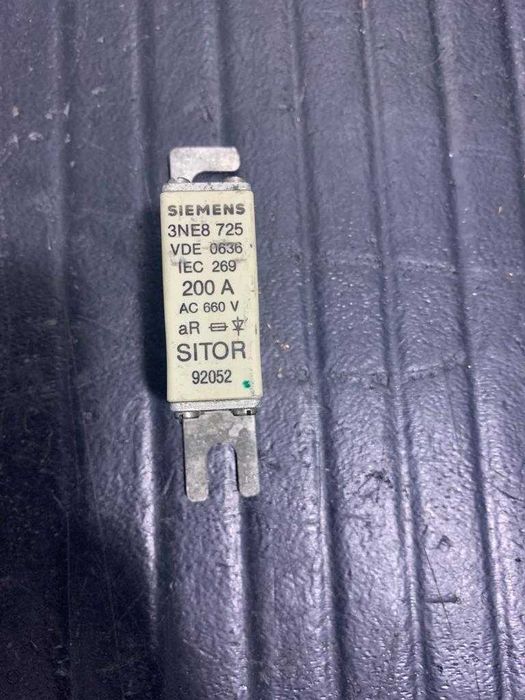 SIEMENS
3NE8 725
VDE 0636
IEC 269
200 A
AC 660 V
aR
SITOR
92052